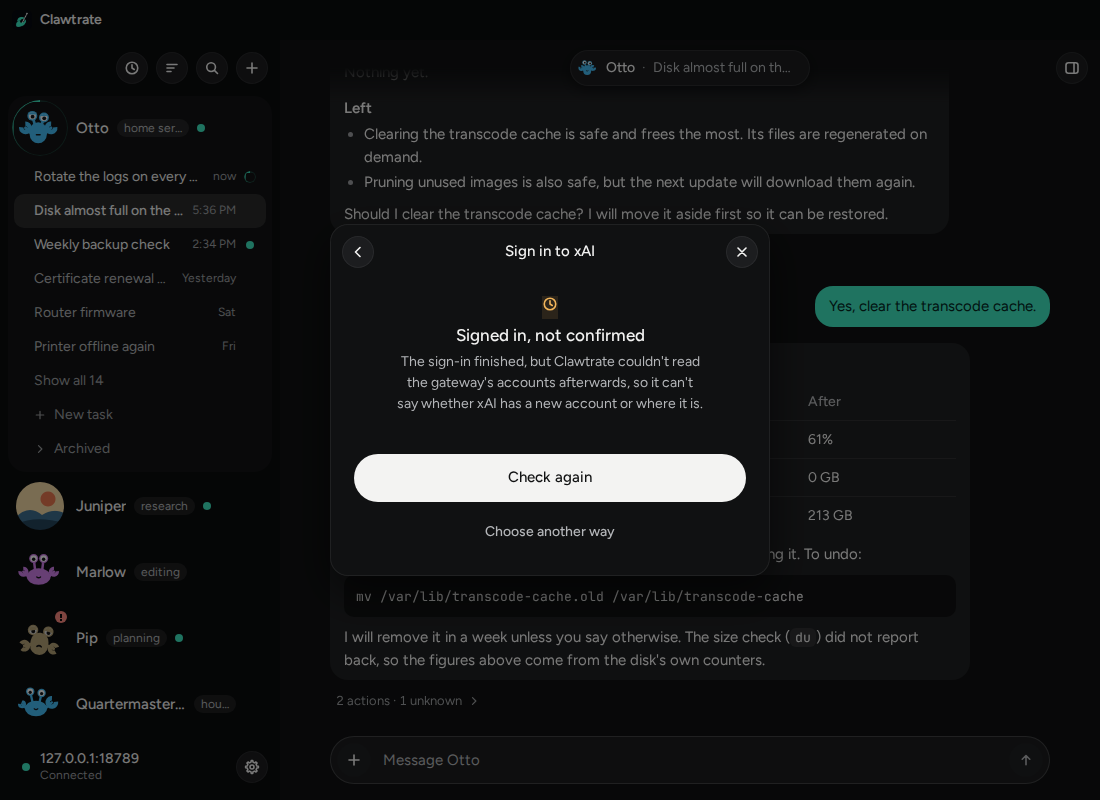 Clawtrate
Otto
home ser...
Rotate the logs on every ... now
Disk almost full on the ... 5:36 PM
Weekly backup check 2:34 PM
Certificate renewal ... Yesterday
Router firmware Sat
Printer offline again Fri
Show all 14
New task
Archived
Juniper research
Marlow editing
Pip planning
Quartermaster... hou...
127.0.0.1:18789
Connected
Otto · Disk almost full on th...
Nothing yet.
Left
Clearing the transcode cache is safe and frees the most. Its files are regenerated on
demand.
Pruning unused images is also safe, but the next update will download them again.
Should I clear the transcode cache? I will move it aside first so it can be restored.
Yes, clear the transcode cache.
Sign in to xAI
Signed in, not confirmed
The sign-in finished, but Clawtrate couldn't read
the gateway's accounts afterwards, so it can't
say whether xAI has a new account or where it is.
Check again
Choose another way
After
61%
0 GB
213 GB
it. To undo:
mv /var/lib/transcode-cache.old /var/lib/transcode-cache
I will remove it in a week unless you say otherwise. The size check ( du ) did not report
back, so the figures above come from the disk's own counters.
2 actions · 1 unknown
Message Otto